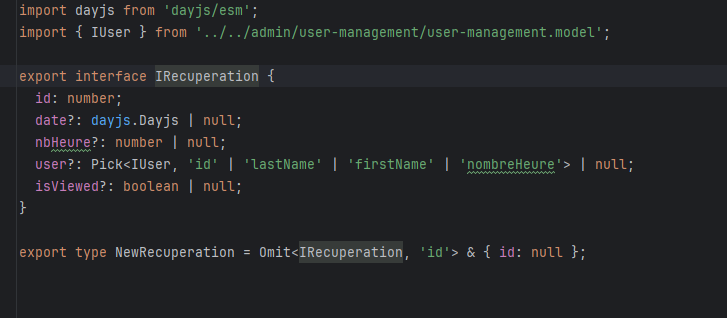 import dayjs from 'dayjs/esm';
import { IUser } from '../../admin/user-management/user-management.model';
export interface IRecuperation {
id: number;
date?: dayjs.Dayjs | null;
nbHeure?: number | null;
user?: Pick<IUser, 'id' | 'lastName' | 'firstName' | 'nombreHeure'> | null;
isViewed?: boolean | null;
}
export type NewRecuperation = Omit<IRecuperation, 'id'> & { id: null };